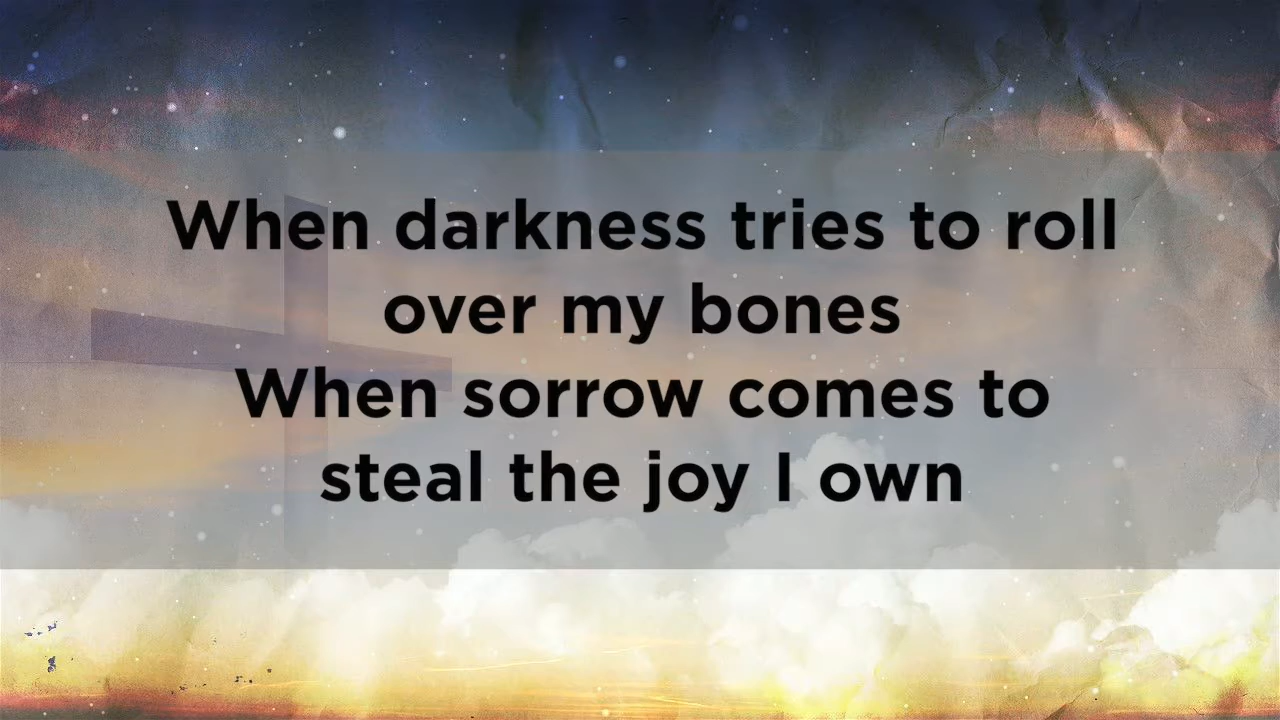 When darkness tries to roll
over my bones
When sorrow comes to
steal the joy I own